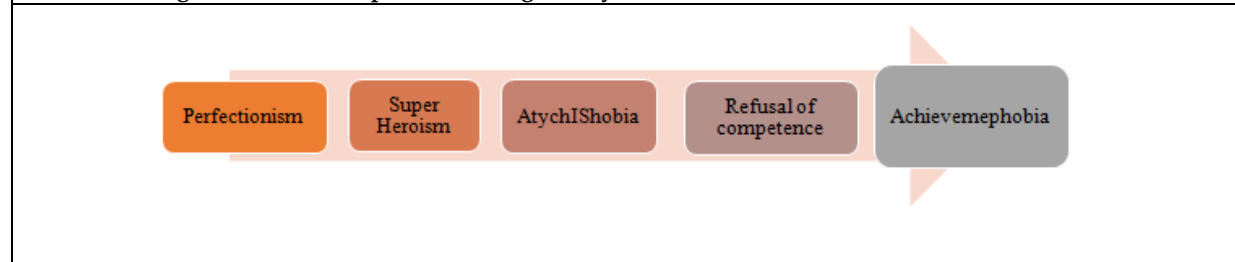 Perfectionism
Super
Heroism
AtychIShobia
Refusal of
competence
Achievemephobia